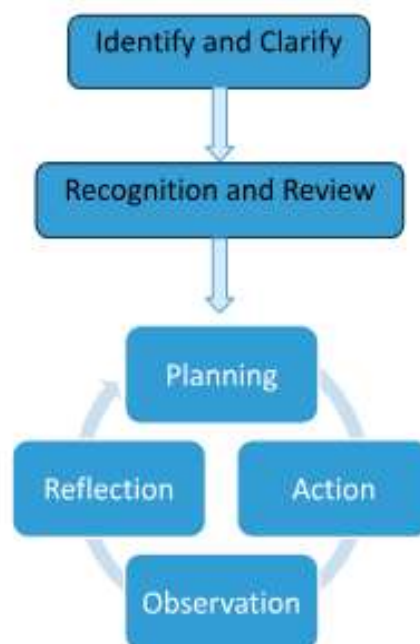 Identify and Clarify
Recognition and Review
Planning
Reflection
Action
Observation